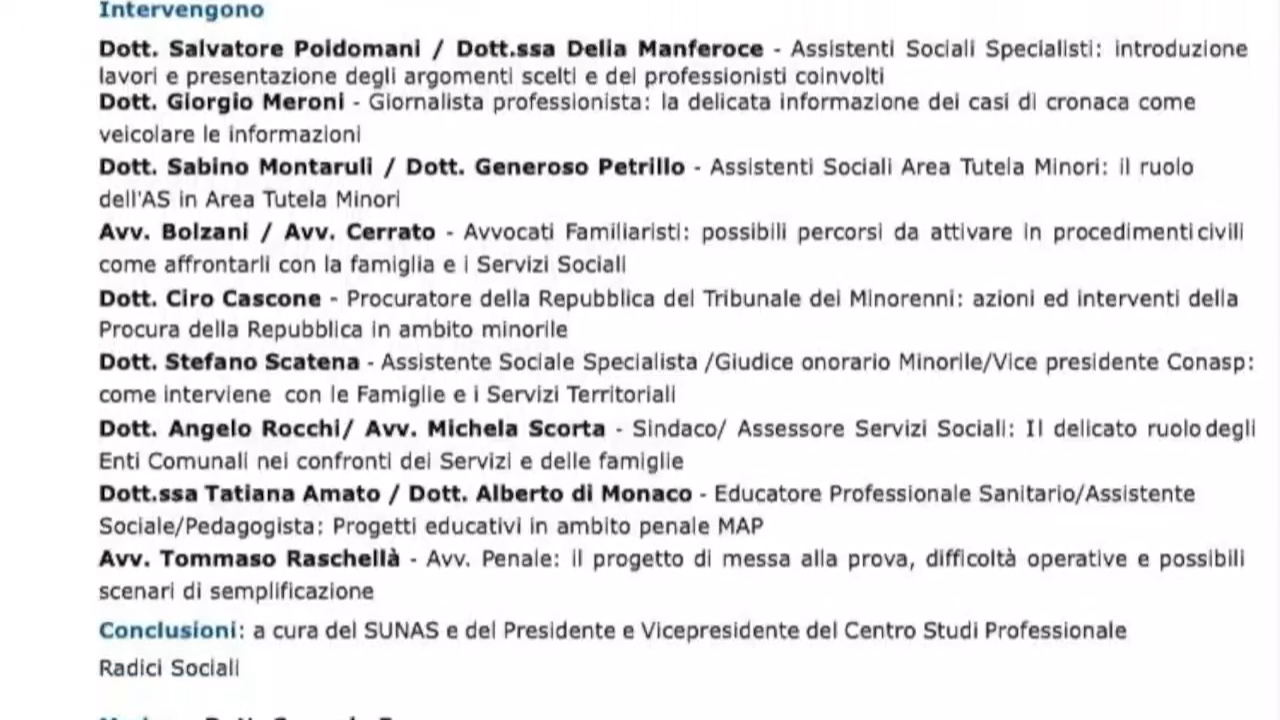 Intervengono
Dott. Salvatore Poidomani / Dott.ssa Delia Manferoce - Assistenti Sociali Specialisti: introduzione
lavori e presentazione degli argomenti scelti e dei professionisti coinvolti
Dott. Giorgio Meroni - Giornalista professionista: la delicata informazione dei casi di cronaca come
veicolare le informazioni
Dott. Sabino Montaruli / Dott. Generoso Petrillo - Assistenti Sociali Area Tutela Minori: il ruolo
dell'AS in Area Tutela Minori
Avv. Bolzani / Avv. Cerrato - Avvocati Familiaristi: possibili percorsi da attivare in procedimenti civili
come affrontarli con la famiglia e i Servizi Sociali
Dott. Ciro Cascone - Procuratore della Repubblica del Tribunale dei Minorenni: azioni ed interventi della
Procura della Repubblica in ambito minorile
Dott. Stefano Scatena - Assistente Sociale Specialista /Giudice onorario Minorile/Vice presidente Conasp:
come interviene con le Famiglie e i Servizi Territoriali
Dott. Angelo Rocchi/ Avv. Michela Scorta - Sindaco/ Assessore Servizi Sociali: Il delicato ruolo degli
Enti Comunali nei confronti dei Servizi e delle famiglie
Dott.ssa Tatiana Amato / Dott. Alberto di Monaco - Educatore Professionale Sanitario/Assistente
Sociale/Pedagogista: Progetti educativi in ambito penale MAP
Avv. Tommaso Raschellà - Avv. Penale: il progetto di messa alla prova, difficoltà operative e possibili
scenari di semplificazione
Conclusioni: a cura del SUNAS e del Presidente e Vicepresidente del Centro Studi Professionale
Radici Sociali